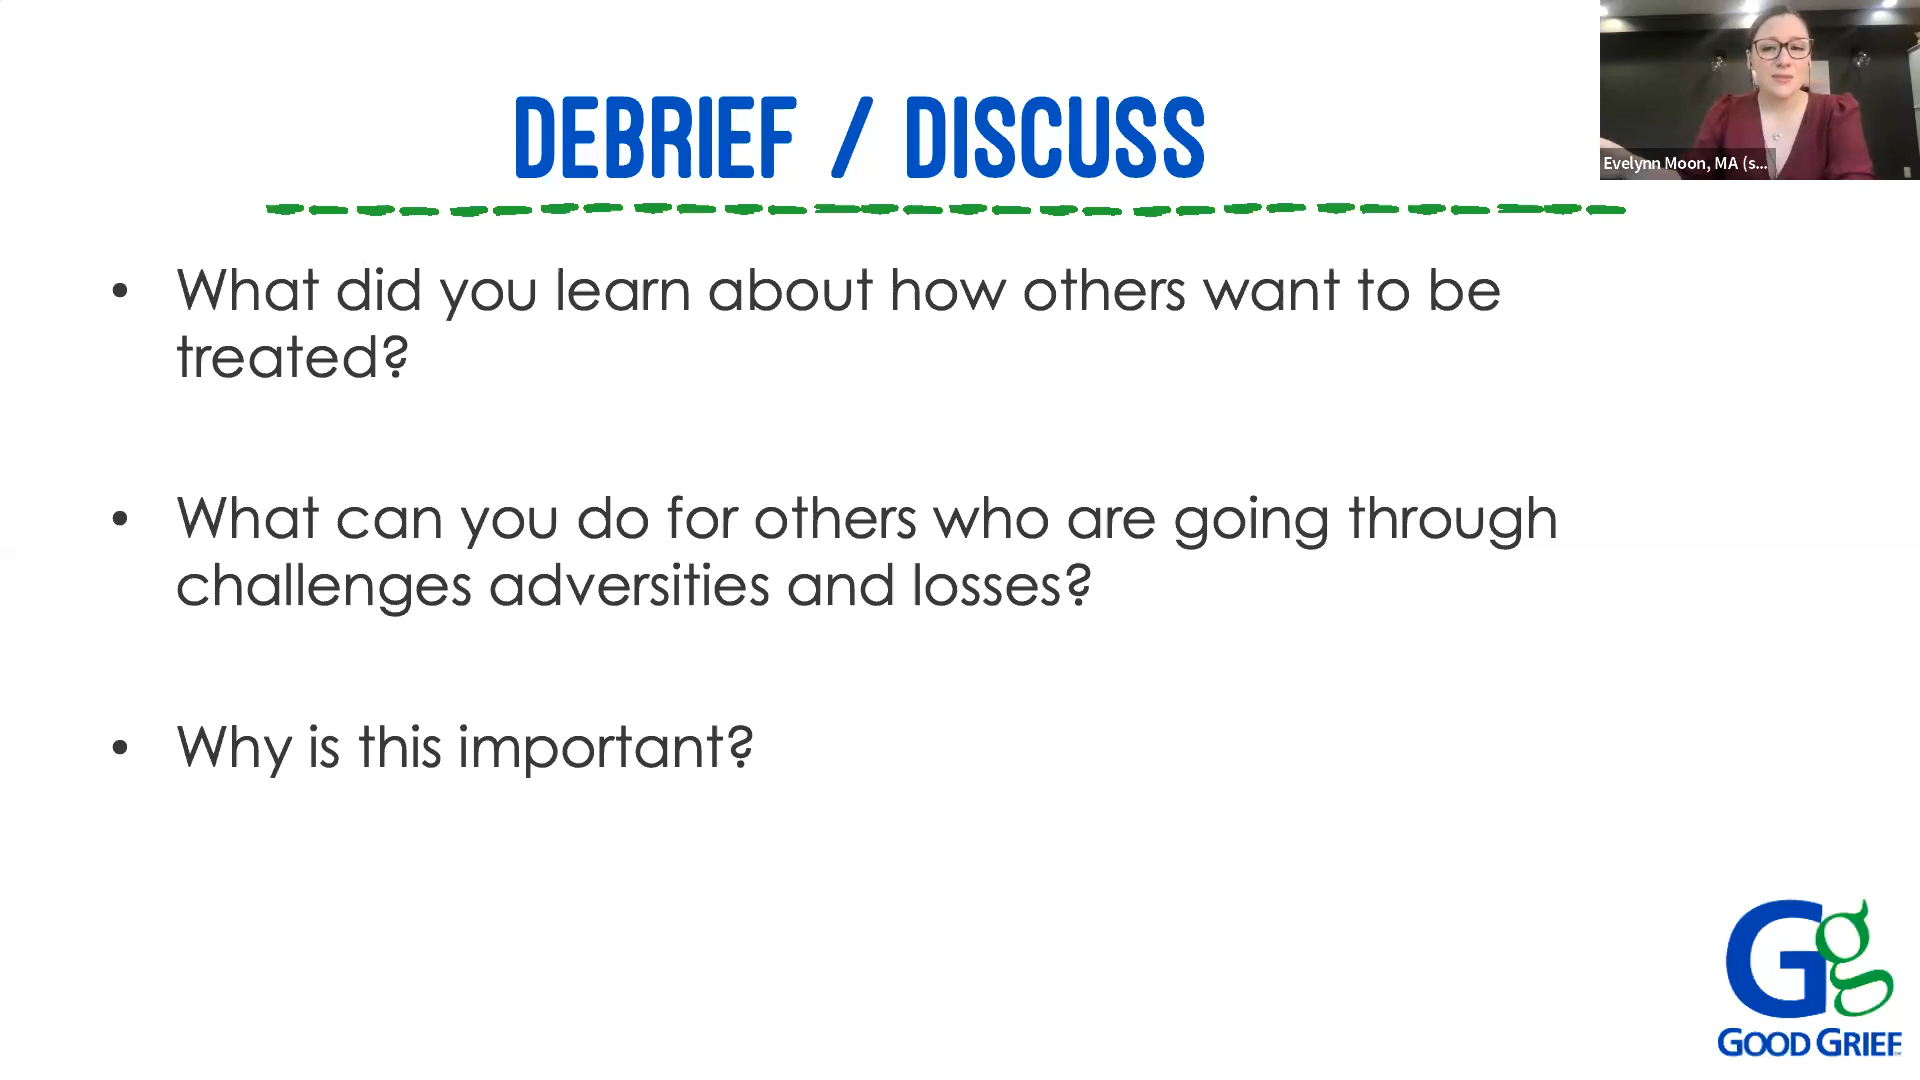 DEBRIEF / DISCUSS
Evelynn Moon, MA (s...
• What did you learn about how others want to be
treated?
• What can you do for others who are going through
challenges adversities and losses?
• Why is this important?
Gg
GOOD GRIEF